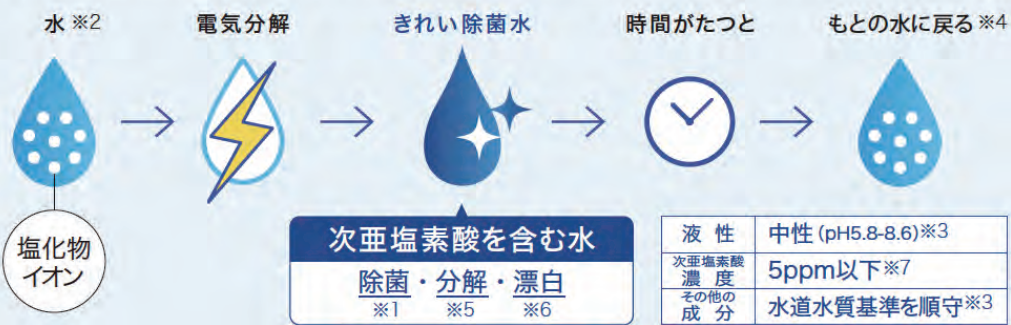 水 ※2
電気分解
きれい除菌水
時間がたつと
もとの水に戻る ※4
塩化物
イオン
次亜塩素酸を含む水
除菌・分解・漂白
※1 ※5 ※6
液性 中性 (pH5.8-8.6)※3
次亜塩素酸
濃度 5ppm以下※7
その他の
成分 水道水質基準を順守※3